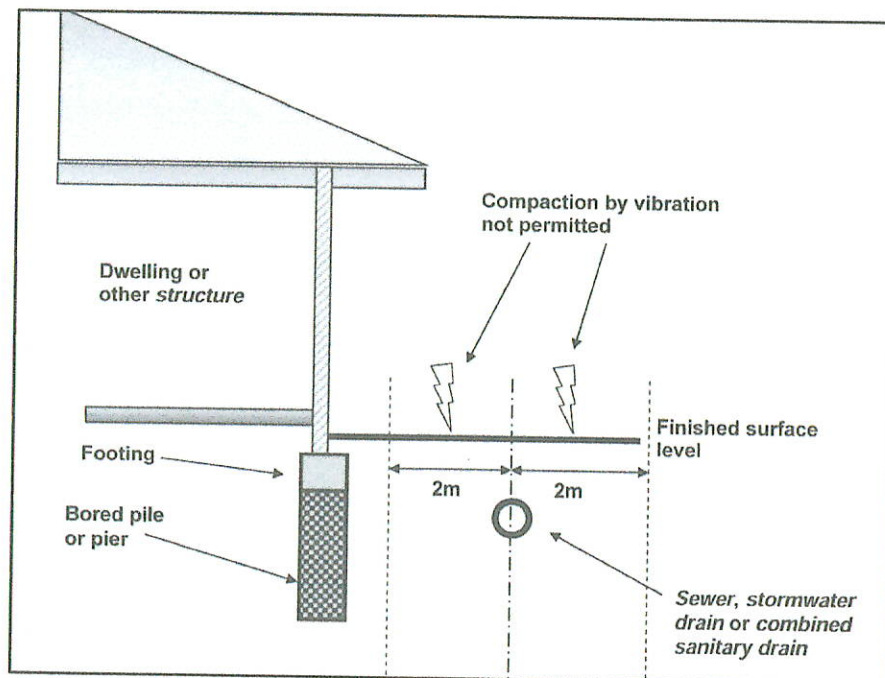 Compaction by vibration
not permitted
Dwelling or
other structure
Finished surface
level
Footing
2m
2m
Bored pile
or pier
Sewer, stormwater
drain or combined
sanitary drain